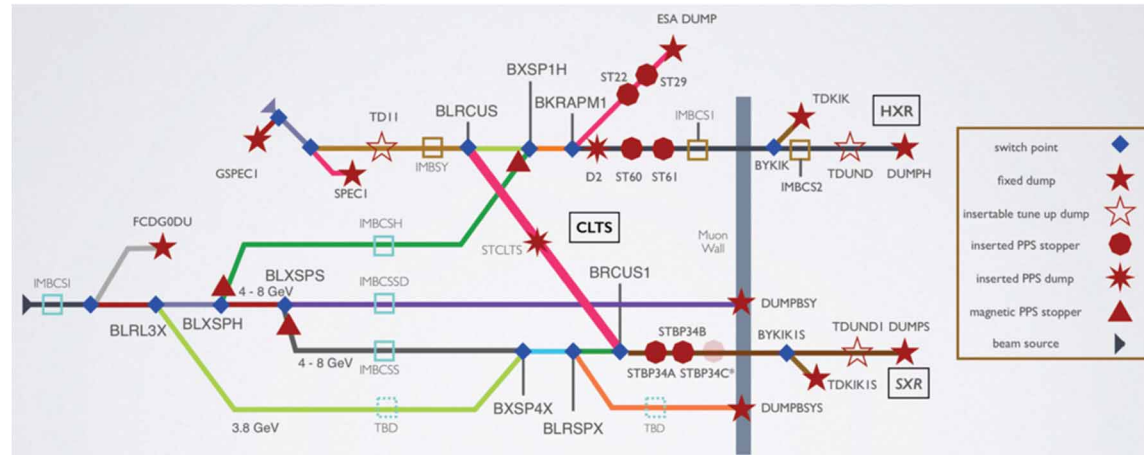 ESA DUMP
ST22
ST29
BXSP1H
BKRAPM1
BLRCUS
TD11
IMBSY
IMBCS1
TDKIK
HXR
GSPEC1
SPEC1
D2
ST60
ST61
BYKIK
IMBCS2
TDUND
DUMPH
FCDG0DU
IMBCSH
STCLTS
CLTS
Muon
Wall
BRCUS1
IMBCS1
BLXSPS
4 - 8 GeV
IMBCSSD
DUMPBSY
BLRL3X
BLXSPH
4 - 8 GeV
IMBCSS
STBP34B
STBP34A
STBP34C*
BYKIK1S
TDUND1
DUMPS
TDKIK1S
SXR
BXSP4X
BLRSPX
3.8 GeV
TBD
TBD
DUMPBSYS
switch point
fixed dump
insertable tune up dump
inserted PPS stopper
inserted PPS dump
magnetic PPS stopper
beam source